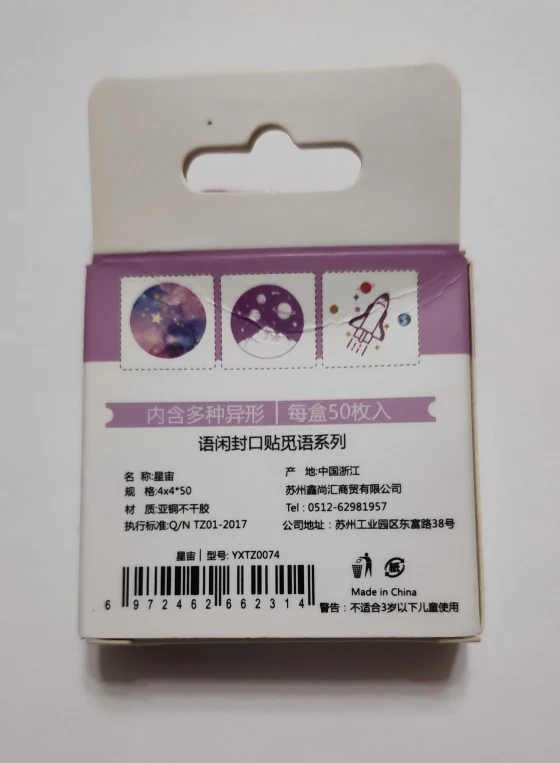 内含多种异形 | 每盒50枚入
语闲封口贴觅语系列
名 称:星宙
规 格:4x4*50
材 质:亚铜不干胶
执行标准:Q/N TZ01-2017
产 地:中国浙江
苏州鑫尚汇商贸有限公司
Tel : 0512-62981957
公司地址 : 苏州工业园区东富路38号
星宙 | 型号: YXTZ0074
6 972462 662314
紙
Made in China
警告 : 不适合3岁以下儿童使用